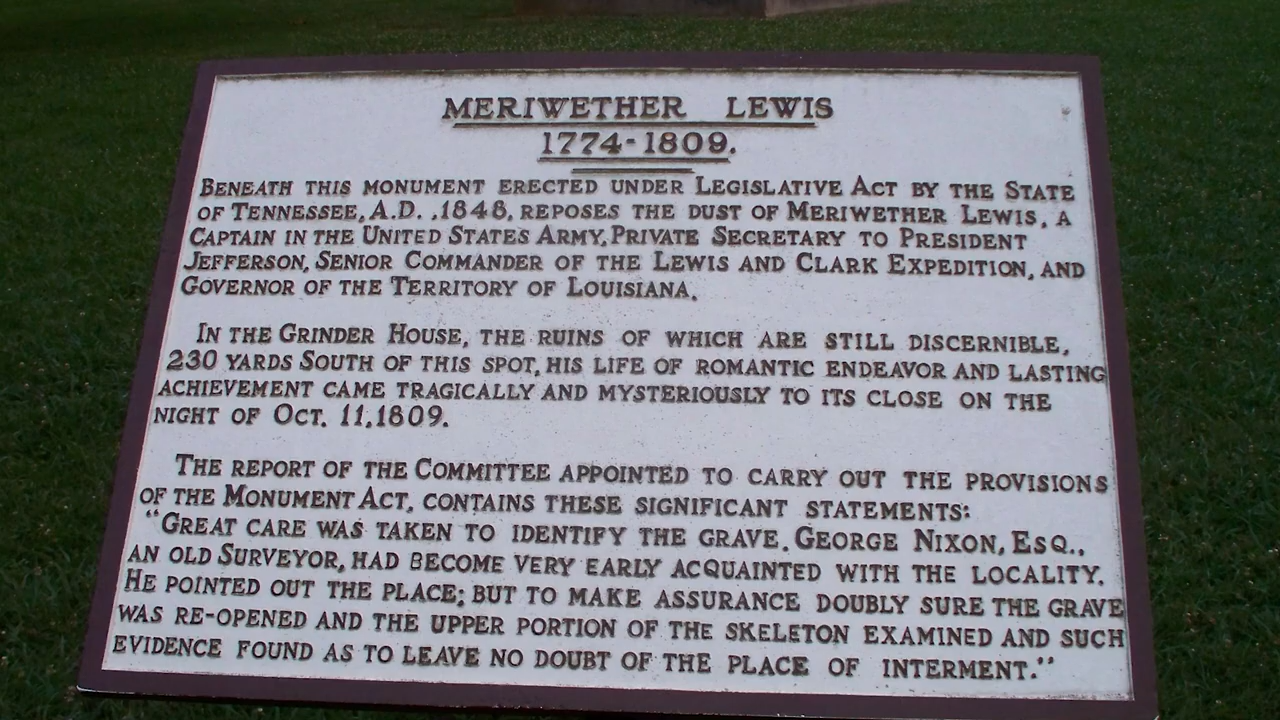 MERIWETHER LEWIS
1774-1809.
BENEATH THIS MONUMENT ERECTED UNDER LEGISLATIVE ACT BY THE STATE
OF TENNESSEE, A.D. ,1848, REPOSES THE DUST OF MERIWETHER LEWIS, A
CAPTAIN IN THE UNITED STATES ARMY, PRIVATE SECRETARY TO PRESIDENT
JEFFERSON, SENIOR COMMANDER OF THE LEWIS AND CLARK EXPEDITION, AND
GOVERNOR OF THE TERRITORY OF LOUISIANA.
IN THE GRINDER HOUSE, THE RUINS OF WHICH ARE STILL DISCERNIBLE,
230 YARDS SOUTH OF THIS SPOT, HIS LIFE OF ROMANTIC ENDEAVOR AND LASTING
ACHIEVEMENT CAME TRAGICALLY AND MYSTERIOUSLY TO ITS CLOSE ON THE
NIGHT OF OCT. 11,1809.
THE REPORT OF THE COMMITTEE APPOINTED TO CARRY OUT THE PROVISIONS
OF THE MONUMENT ACT, CONTAINS THESE SIGNIFICANT STATEMENTS:
"GREAT CARE WAS TAKEN TO IDENTIFY THE GRAVE. GEORGE NIXON, ESQ.,
AN OLD SURVEYOR, HAD BECOME VERY EARLY ACQUAINTED WITH THE LOCALITY.
HE POINTED OUT THE PLACE; BUT TO MAKE ASSURANCE DOUBLY SURE THE GRAVE
WAS RE-OPENED AND THE UPPER PORTION OF THE SKELETON EXAMINED AND SUCH
EVIDENCE FOUND AS TO LEAVE NO DOUBT OF THE PLACE OF INTERMENT."